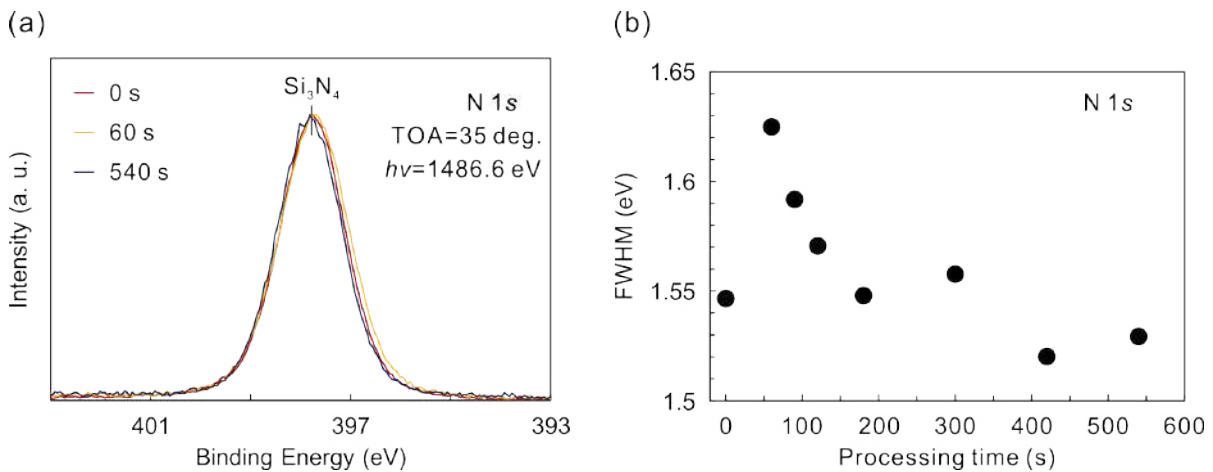 (a)
Si₃N₄
0 s
60 s
540 s
N 1s
TOA=35 deg.
hν=1486.6 eV
Intensity (a. u.)
401
397
393
Binding Energy (eV)
(b)
N 1s
FWHM (eV)
1.65
1.6
1.55
1.5
0 100 200 300 400 500 600
Processing time (s)